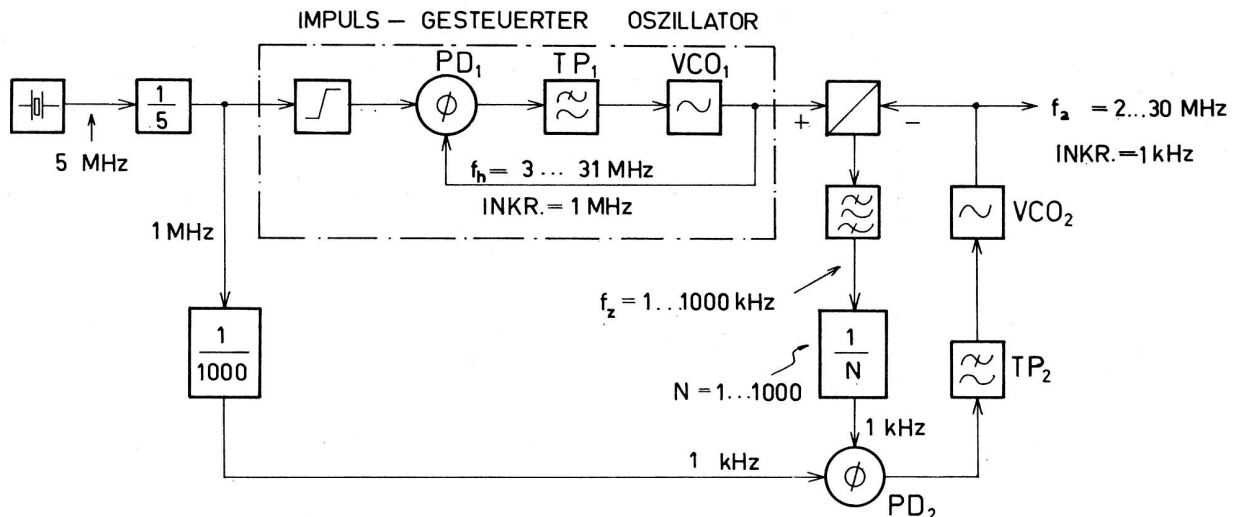 IMPULS – GESTEUERTER OSZILLATOR
PD₁
TP₁
VCO₁
1
5
ϕ
+
–
fₐ = 2...30 MHz
INKR. = 1 kHz
5 MHz
f_h = 3 ... 31 MHz
INKR. = 1 MHz
1 MHz
VCO₂
f_z = 1...1000 kHz
1
1000
1
N
N = 1...1000
TP₂
1 kHz
1 kHz
ϕ
PD₂